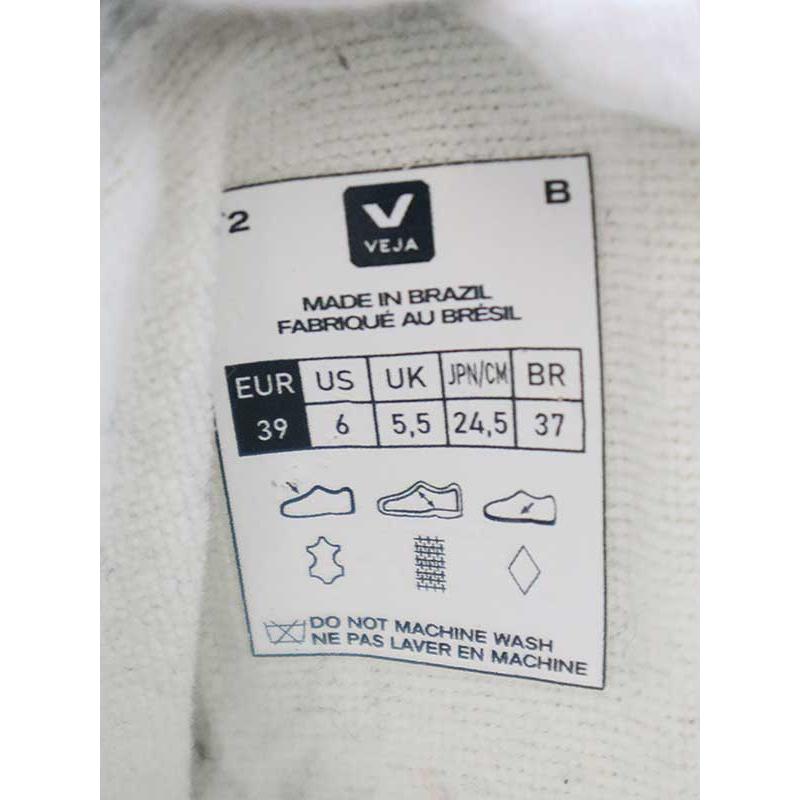 2 B
VEJA
MADE IN BRAZIL
FABRIQUÉ AU BRÉSIL
EUR US UK JPN/CM BR
39 6 5,5 24,5 37
DO NOT MACHINE WASH
NE PAS LAVER EN MACHINE